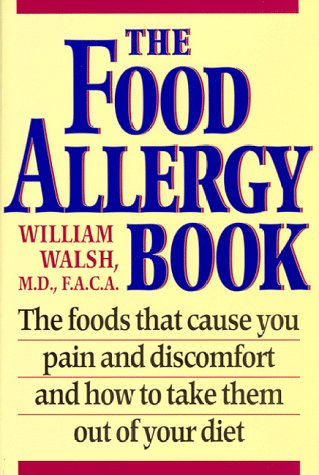 THE
FOOD
ALLERGY
WILLIAM
WALSH,
M.D., F.A.C.A.
BOOK
The foods that cause you
pain and discomfort
and how to take them
out of your diet